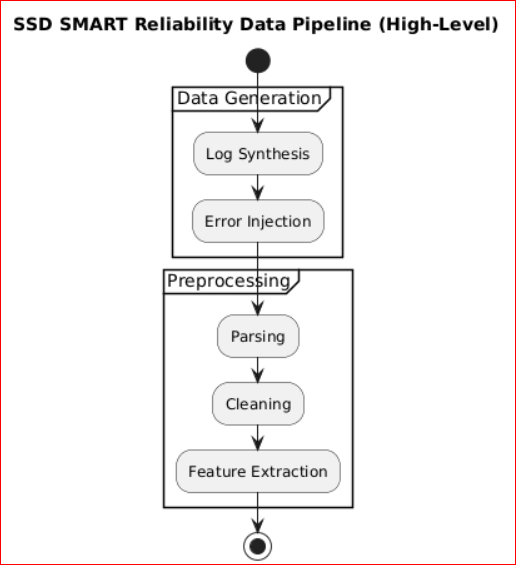 SSD SMART Reliability Data Pipeline (High-Level)
Data Generation
Log Synthesis
Error Injection
Preprocessing
Parsing
Cleaning
Feature Extraction